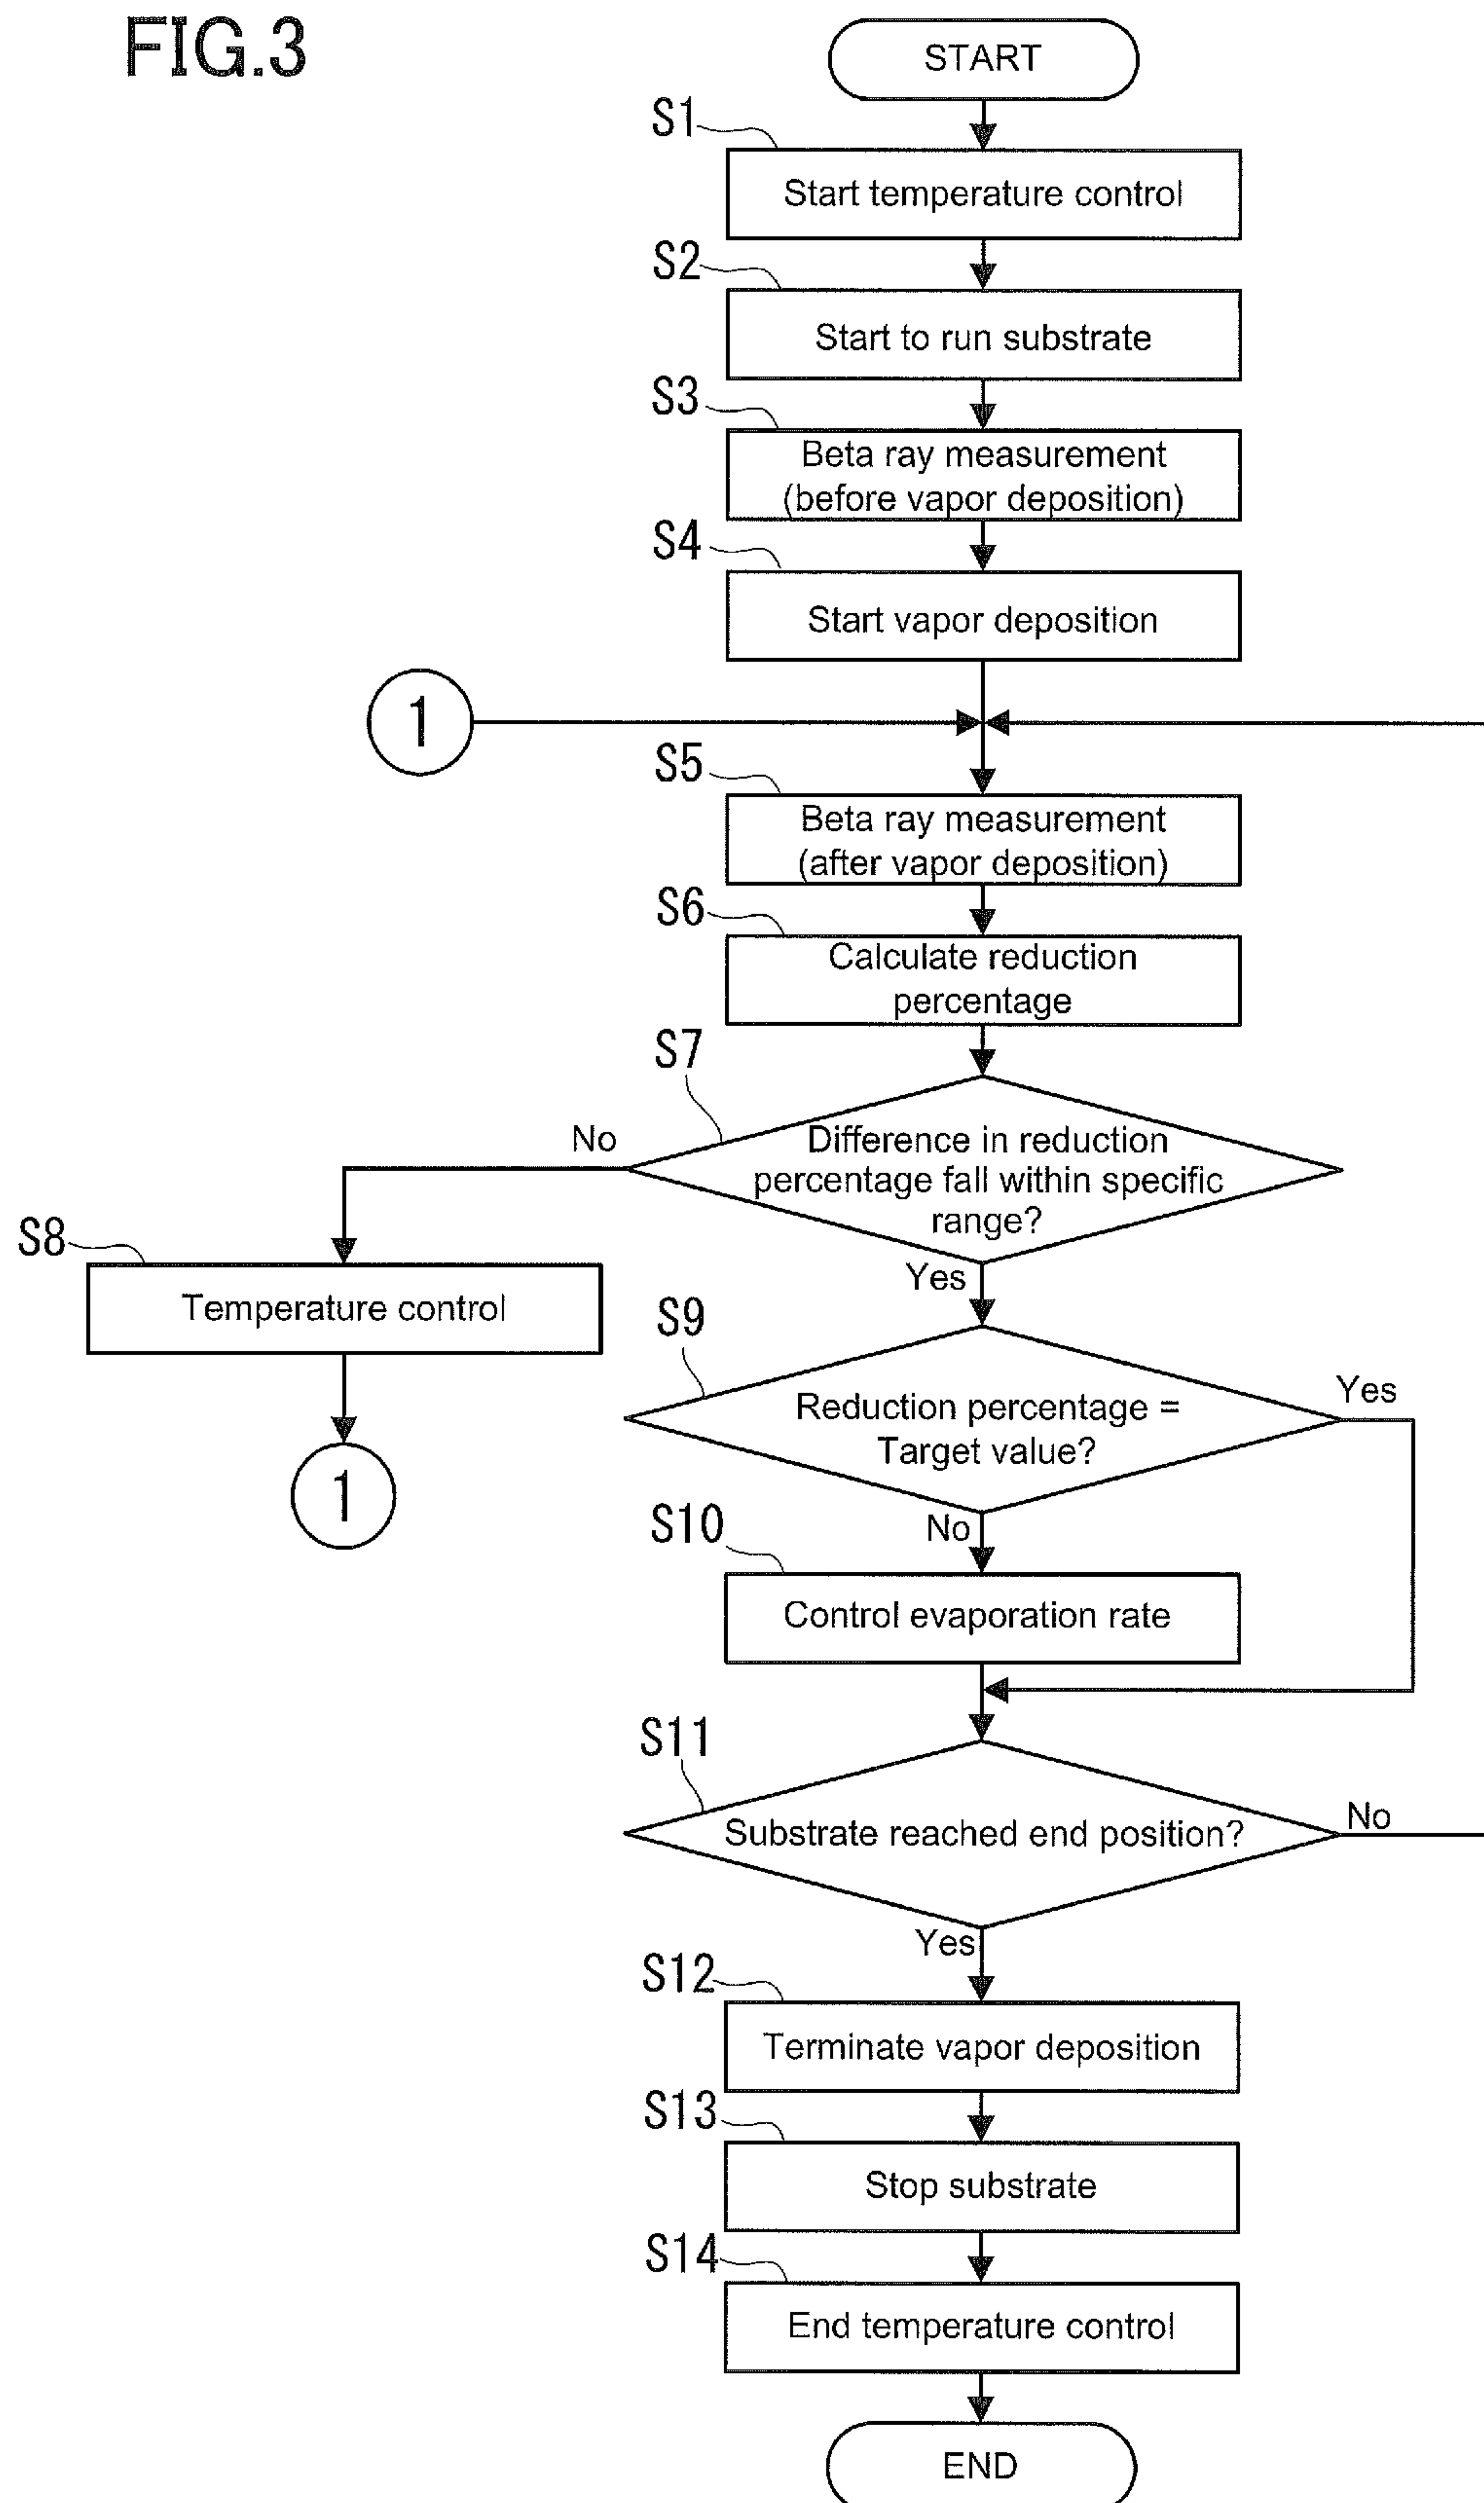 FIG.3
START
S1
Start temperature control
S2
Start to run substrate
S3
Beta ray measurement
(before vapor deposition)
S4
Start vapor deposition
1
S5
Beta ray measurement
(after vapor deposition)
S6
Calculate reduction
percentage
S7
No
Difference in reduction
percentage fall within specific
range?
Yes
S8
Temperature control
1
S9
Reduction percentage =
Target value?
Yes
No
S10
Control evaporation rate
S11
Substrate reached end position?
No
Yes
S12
Terminate vapor deposition
S13
Stop substrate
S14
End temperature control
END